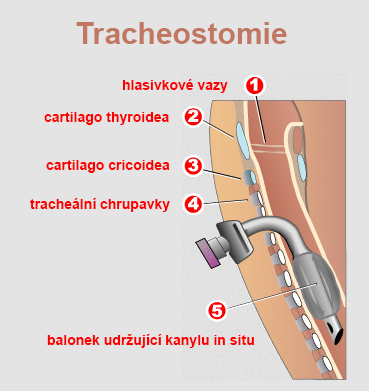 Tracheostomie
hlasivkové vazy 1
cartilago thyroidea 2
cartilago cricoidea 3
tracheální chrupavky 4
5
balonek udržující kanylu in situ